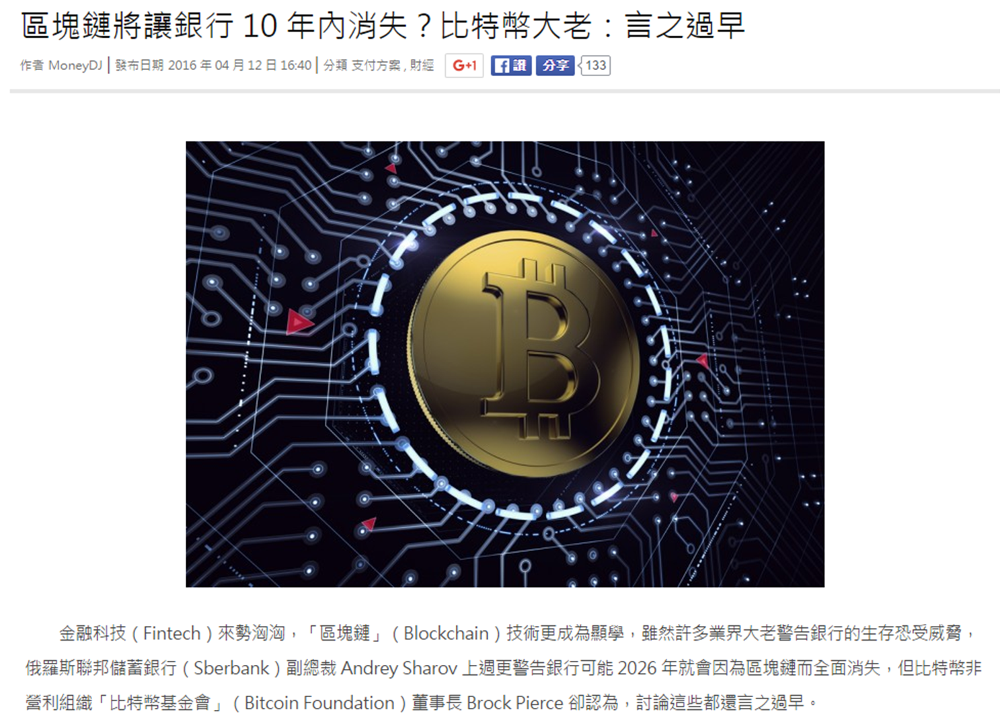 區塊鏈將讓銀行 10 年內消失？比特幣大老：言之過早
作者 MoneyDJ | 發布日期 2016 年 04 月 12 日 16:40 | 分類 支付方案 , 財經 G+1 讚 分享 133
金融科技（Fintech）來勢洶洶，「區塊鏈」（Blockchain）技術更成為顯學，雖然許多業界大老警告銀行的生存恐受威脅，
俄羅斯聯邦儲蓄銀行（Sberbank）副總裁 Andrey Sharov 上週更警告銀行可能 2026 年就會因為區塊鏈而全面消失，但比特幣非
營利組織「比特幣基金會」（Bitcoin Foundation）董事長 Brock Pierce 卻認為，討論這些都還言之過早。